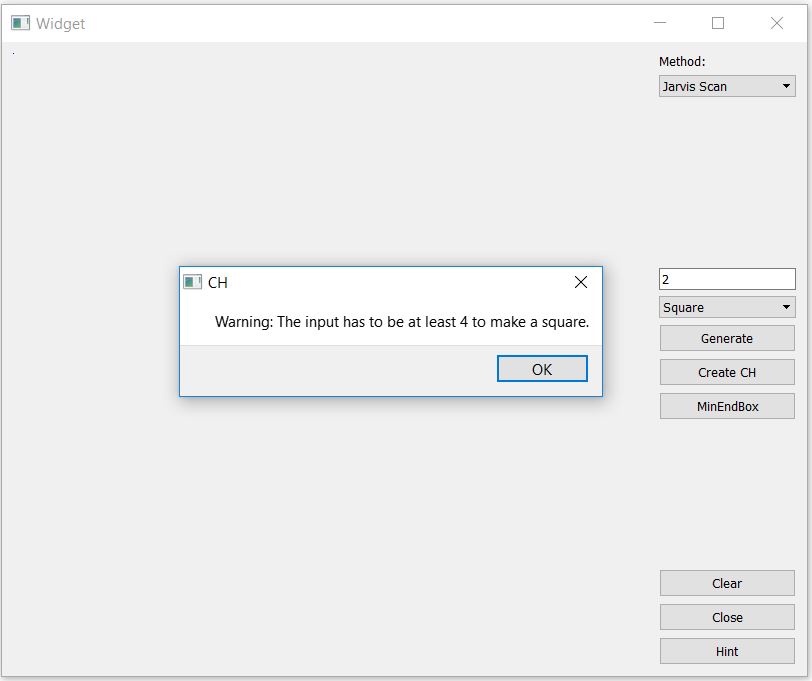 Widget
Method:
Jarvis Scan
CH
Warning: The input has to be at least 4 to make a square.
OK
2
Square
Generate
Create CH
MinEndBox
Clear
Close
Hint